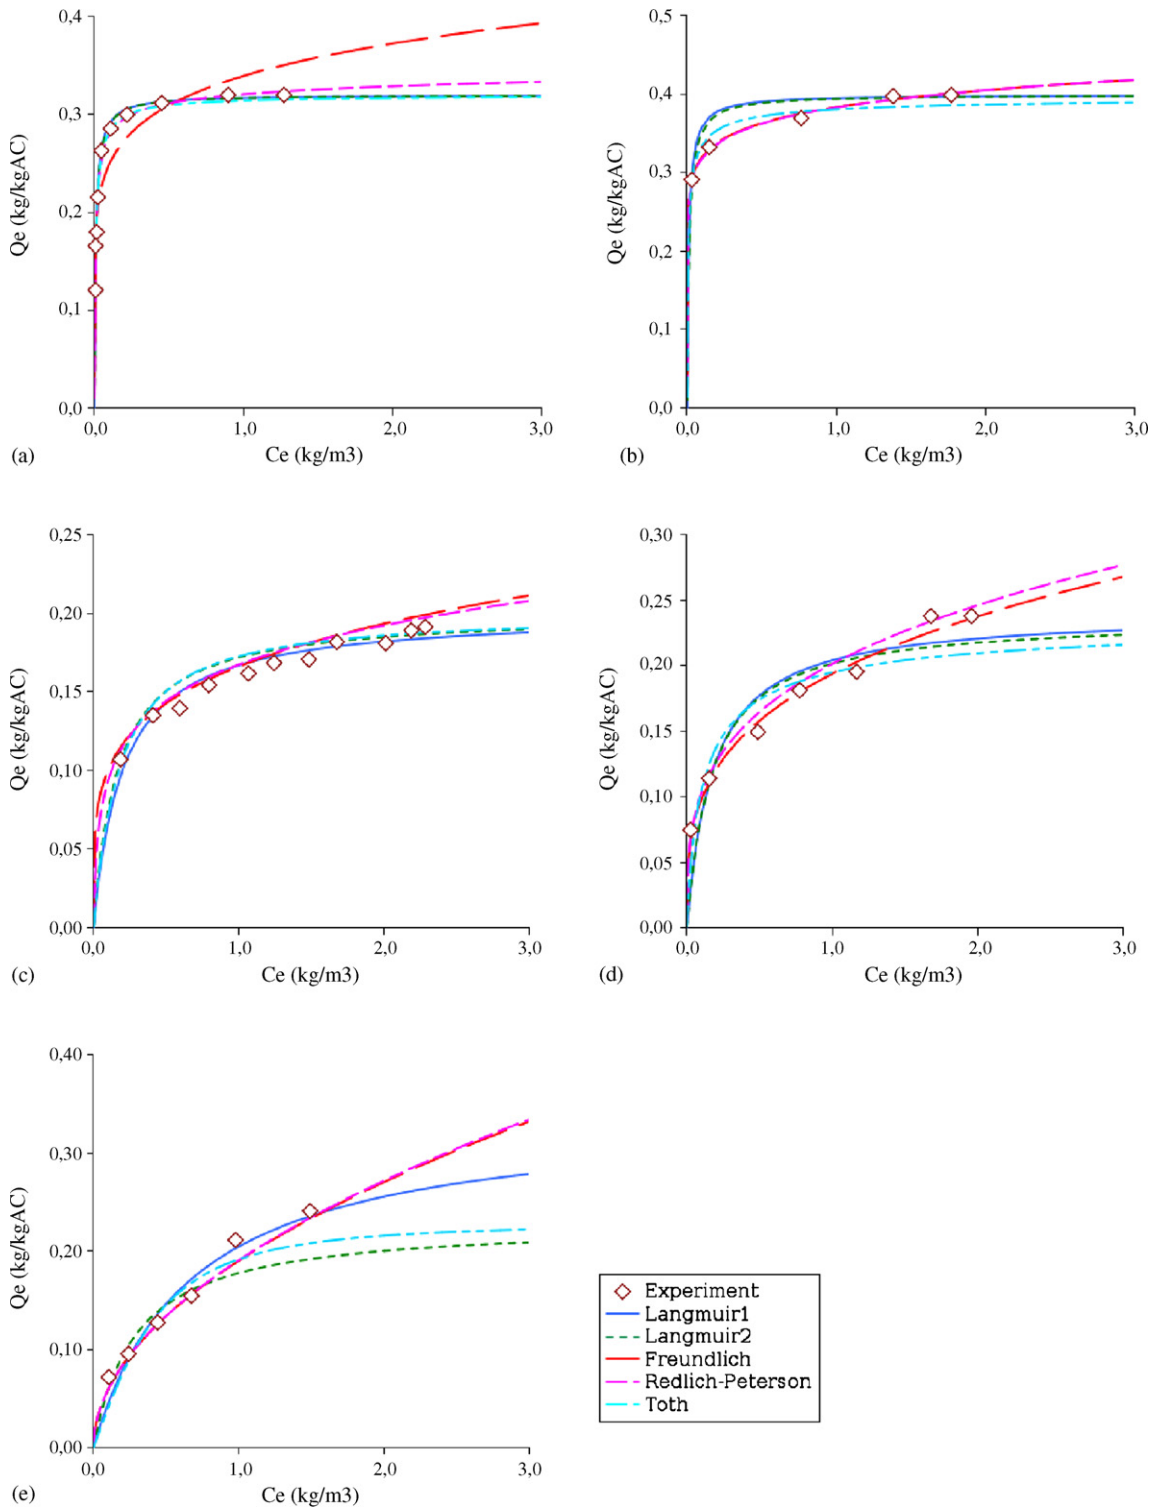 0,4
0,3
0,2
0,1
0,0
Qe (kg/kgAC)
0,0 1,0 2,0 3,0
(a) Ce (kg/m3)
0,5
0,4
0,3
0,2
0,1
0,0
Qe (kg/kgAC)
0,0 1,0 2,0 3,0
(b) Ce (kg/m3)
0,25
0,20
0,15
0,10
0,05
0,00
Qe (kg/kgAC)
0,0 1,0 2,0 3,0
(c) Ce (kg/m3)
0,30
0,25
0,20
0,15
0,10
0,05
0,00
Qe (kg/kgAC)
0,0 1,0 2,0 3,0
(d) Ce (kg/m3)
0,40
0,30
0,20
0,10
0,00
Qe (kg/kgAC)
0,0 1,0 2,0 3,0
(e) Ce (kg/m3)
Experiment
Langmuir1
Langmuir2
Freundlich
Redlich-Peterson
Toth